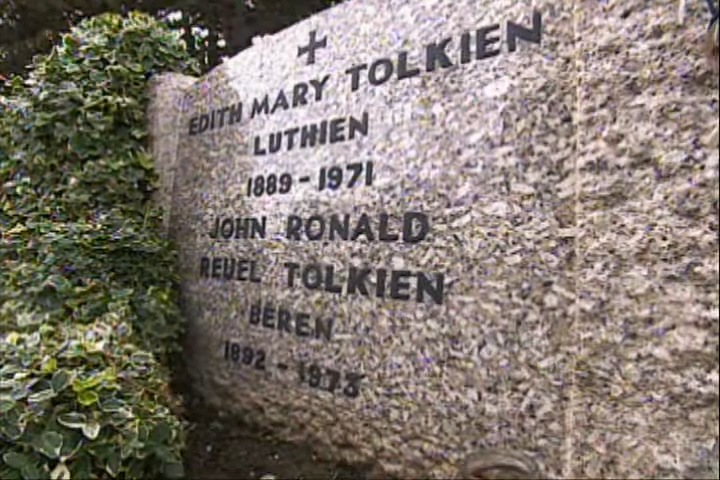 EDITH MARY TOLKIEN
LUTHIEN
1889 - 1971
JOHN RONALD
REUEL TOLKIEN
BEREN
1892 - 1973